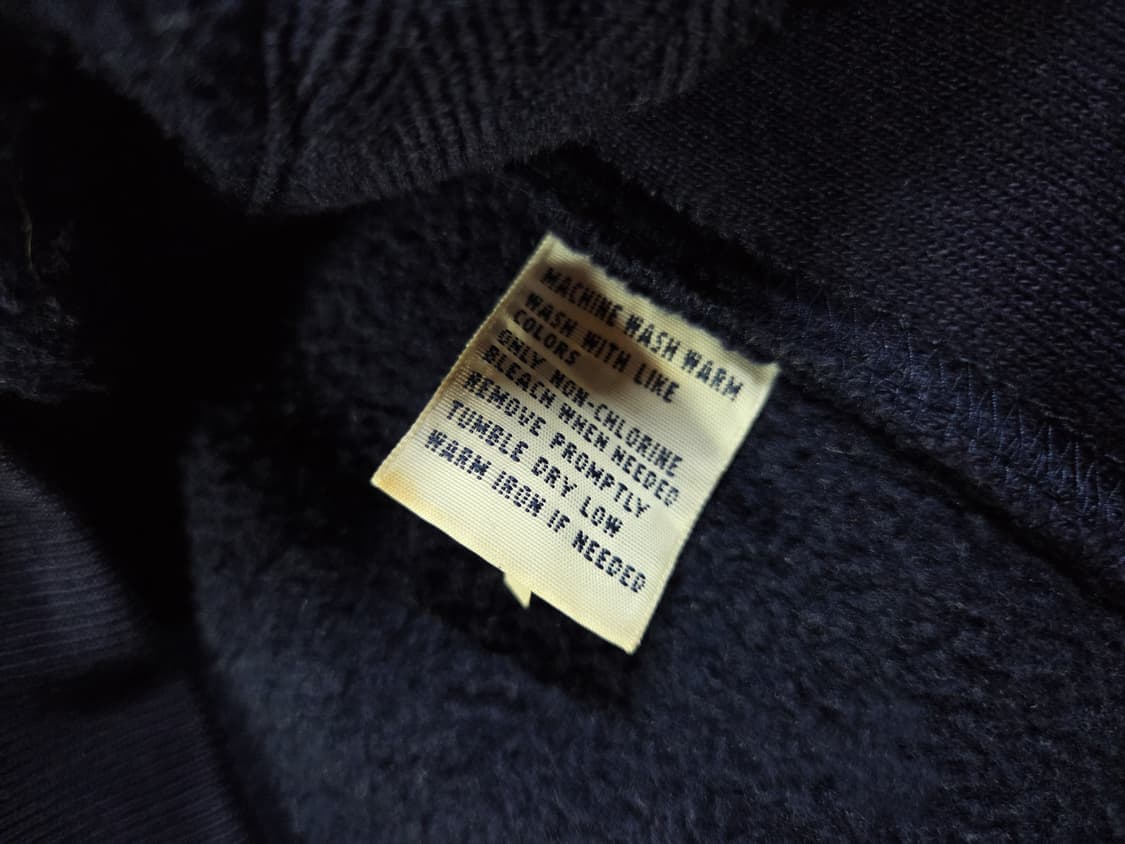 MACHINE WASH WARM
WASH WITH LIKE
COLORS
ONLY NON-CHLORINE
BLEACH WHEN NEEDED
REMOVE PROMPTLY
TUMBLE DRY LOW
WARM IRON IF NEEDED